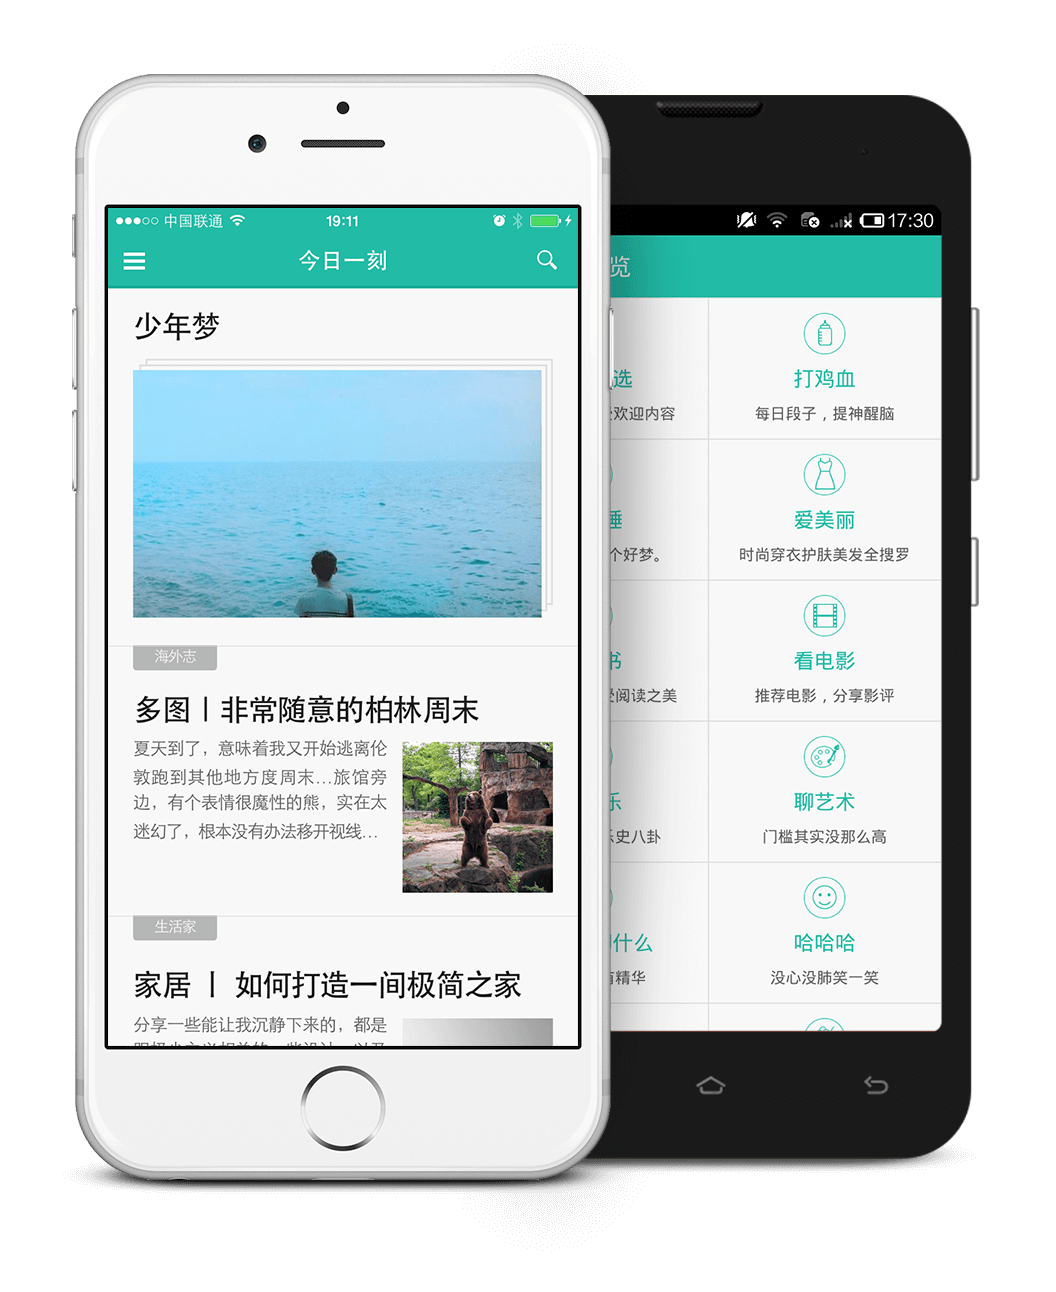 中国联通
19:11
今日一刻
少年梦
海外志
多图丨非常随意的柏林周末
夏天到了，意味着我又开始逃离伦
敦跑到其他地方度周末...旅馆旁
边，有个表情很魔性的熊，实在太
迷幻了，根本没有办法移开视线...
生活家
家居 丨 如何打造一间极简之家
分享一些能让我沉静下来的，都是
17:30
览
选
欢迎内容
打鸡血
每日段子，提神醒脑
个好梦。
爱美丽
时尚穿衣护肤美发全搜罗
书
阅读之美
看电影
推荐电影，分享影评
乐
史八卦
聊艺术
门槛其实没那么高
什么
精华
哈哈哈
没心没肺笑一笑